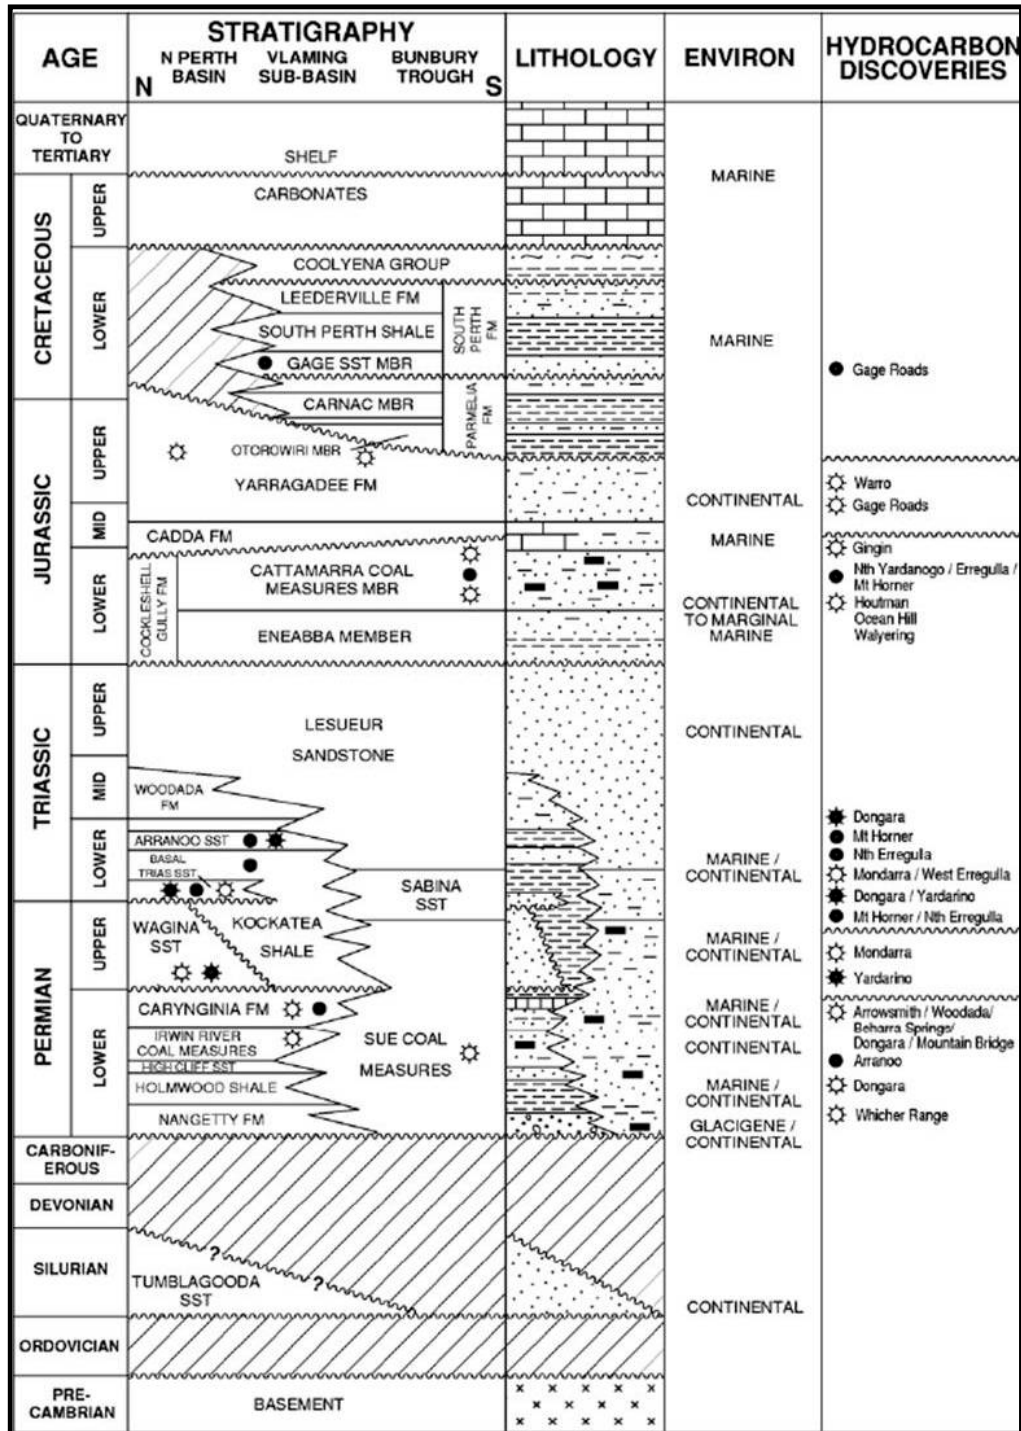 AGE
STRATIGRAPHY
N PERTH
BASIN
VLAMING
SUB-BASIN
BUNBURY
TROUGH
N
S
LITHOLOGY
ENVIRON
HYDROCARBON
DISCOVERIES
QUATERNARY
TO
TERTIARY
SHELF
CARBONATES
MARINE
CRETACEOUS
UPPER
LOWER
COOLYENA GROUP
LEEDERVILLE FM
SOUTH PERTH SHALE
GAGE SST MBR
SOUTH
PERTH
FM
CARNAC MBR
PARMELIA
FM
OTOROWIRI MBR
MARINE
Gage Roads
JURASSIC
UPPER
MID
LOWER
YARRAGADEE FM
CONTINENTAL
Warro
Gage Roads
CADDA FM
MARINE
Gingin
COCKLESHELL
GULLY FM
CATTAMARRA COAL
MEASURES MBR
ENEABBA MEMBER
CONTINENTAL
TO MARGINAL
MARINE
Nth Yardanogo / Erregulla /
Mt Horner
Houtman
Ocean Hill
Walyering
TRIASSIC
UPPER
MID
LOWER
LESUEUR
SANDSTONE
CONTINENTAL
WOODADA
FM
ARRANOO SST
BASAL
TRIAS SST
SABINA
SST
MARINE /
CONTINENTAL
Dongara
Mt Horner
Nth Erregulla
Mondarra / West Erregulla
Dongara / Yardarino
Mt Horner / Nth Erregulla
PERMIAN
UPPER
LOWER
WAGINA
SST
KOCKATEA
SHALE
MARINE /
CONTINENTAL
Mondarra
Yardarino
CARYNGINIA FM
IRWIN RIVER
COAL MEASURES
HIGH CLIFF SST
HOLMWOOD SHALE
NANGETTY FM
SUE COAL
MEASURES
MARINE /
CONTINENTAL
CONTINENTAL
MARINE /
CONTINENTAL
GLACIGENE /
CONTINENTAL
Arrowsmith / Woodada/
Beharra Springs/
Dongara / Mountain Bridge
Arranoo
Dongara
Whicher Range
CARBONIF-
EROUS
DEVONIAN
SILURIAN
?
?
TUMBLAGOODA
SST
CONTINENTAL
ORDOVICIAN
PRE-
CAMBRIAN
BASEMENT